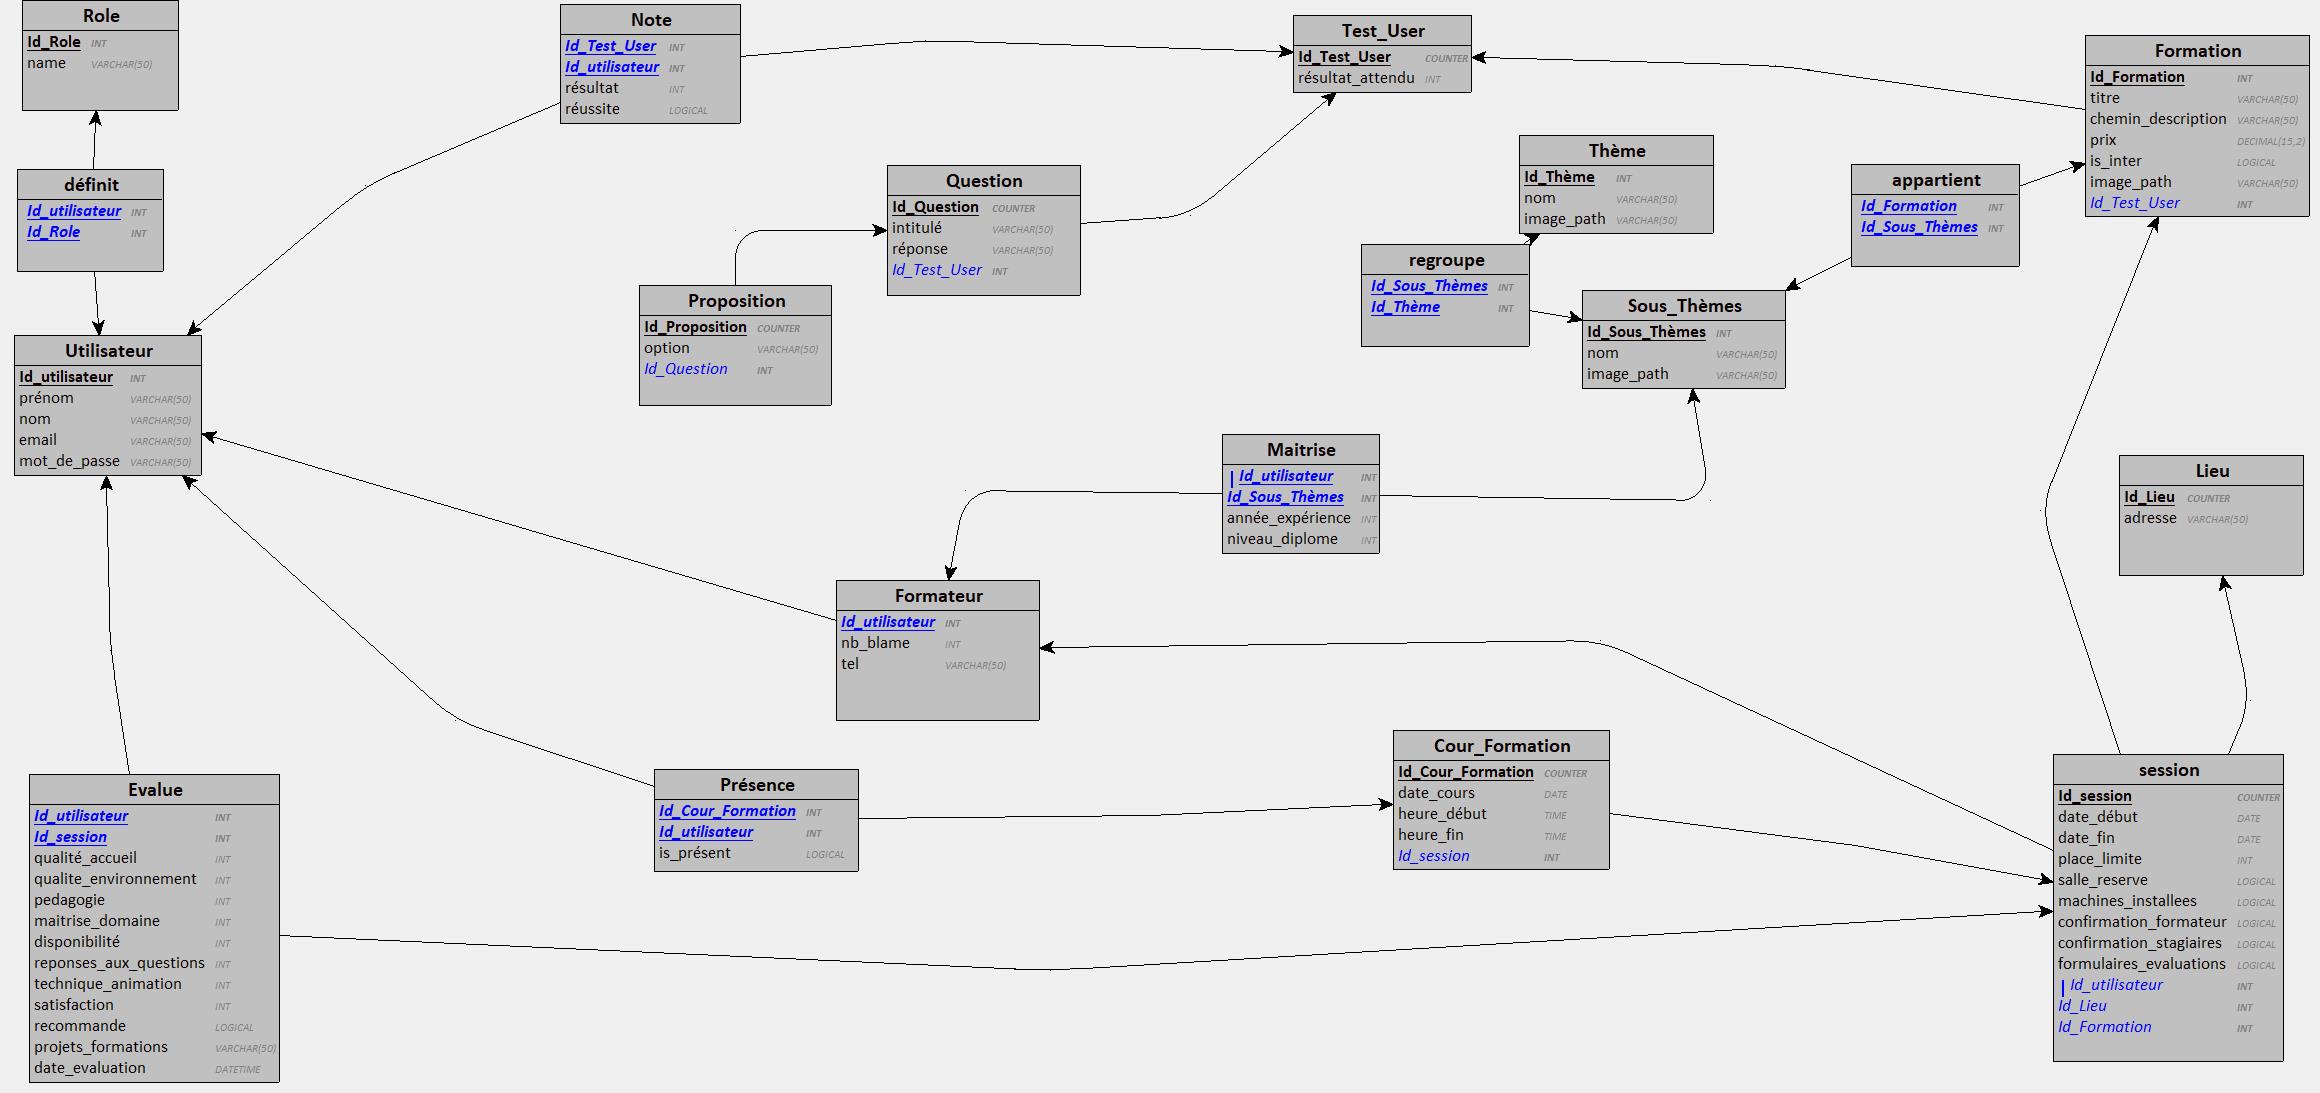 Role
Id_Role INT
name VARCHAR(50)
définit
Id_utilisateur INT
Id_Role INT
Utilisateur
Id_utilisateur INT
prénom VARCHAR(50)
nom VARCHAR(50)
email VARCHAR(50)
mot_de_passe VARCHAR(50)
Note
Id_Test_User INT
Id_utilisateur INT
résultat INT
réussite LOGICAL
Test_User
Id_Test_User COUNTER
résultat_attendu INT
Formation
Id_Formation INT
titre VARCHAR(50)
chemin_description VARCHAR(50)
prix DECIMAL(15,2)
is_inter LOGICAL
image_path VARCHAR(50)
Id_Test_User INT
Question
Id_Question COUNTER
intitulé VARCHAR(50)
réponse VARCHAR(50)
Id_Test_User INT
Proposition
Id_Proposition COUNTER
option VARCHAR(50)
Id_Question INT
Thème
Id_Thème INT
nom VARCHAR(50)
image_path VARCHAR(50)
regroupe
Id_Sous_Thèmes INT
Id_Thème INT
appartient
Id_Formation INT
Id_Sous_Thèmes INT
Sous_Thèmes
Id_Sous_Thèmes INT
nom VARCHAR(50)
image_path VARCHAR(50)
Maitrise
Id_utilisateur INT
Id_Sous_Thèmes INT
année_expérience INT
niveau_diplome INT
Lieu
Id_Lieu COUNTER
adresse VARCHAR(50)
Formateur
Id_utilisateur INT
nb_blame INT
tel VARCHAR(50)
Evalue
Id_utilisateur INT
Id_session INT
qualité_accueil INT
qualite_environnement INT
pedagogie INT
maitrise_domaine INT
disponibilité INT
reponses_aux_questions INT
technique_animation INT
satisfaction INT
recommande LOGICAL
projets_formations VARCHAR(50)
date_evaluation DATETIME
Présence
Id_Cour_Formation INT
Id_utilisateur INT
is_présent LOGICAL
Cour_Formation
Id_Cour_Formation COUNTER
date_cours DATE
heure_début TIME
heure_fin TIME
Id_session INT
session
Id_session COUNTER
date_début DATE
date_fin DATE
place_limite INT
salle_reserve LOGICAL
machines_installees LOGICAL
confirmation_formateur LOGICAL
confirmation_stagiaires LOGICAL
formulaires_evaluations LOGICAL
Id_utilisateur INT
Id_Lieu INT
Id_Formation INT